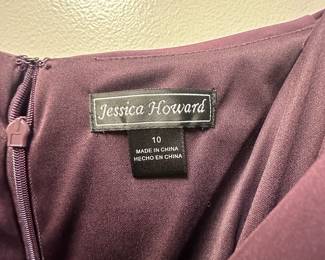 Jessica Howard
10
MADE IN CHINA
HECHO EN CHINA